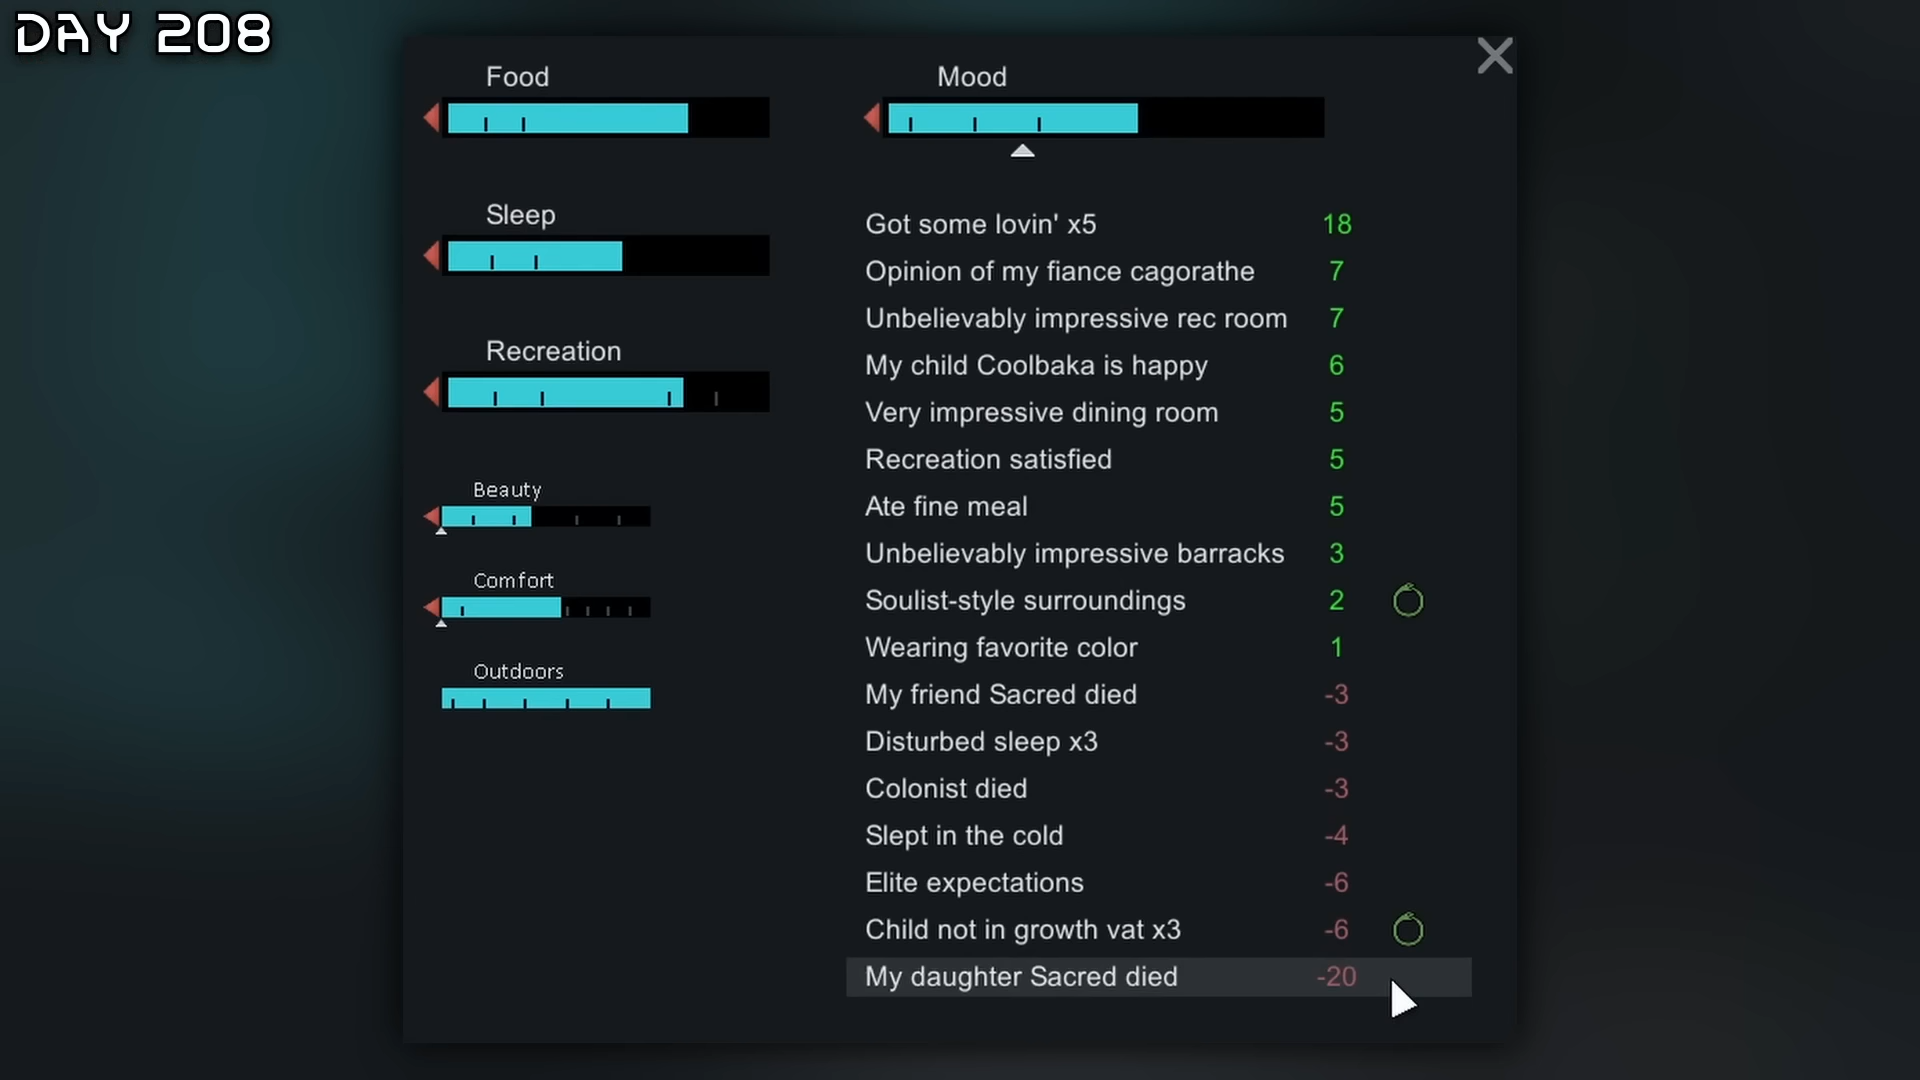 DAY 208
Food
Mood
Sleep
Recreation
Beauty
Comfort
Outdoors
Got some lovin' x5 18
Opinion of my fiance cagorathe 7
Unbelievably impressive rec room 7
My child Coolbaka is happy 6
Very impressive dining room 5
Recreation satisfied 5
Ate fine meal 5
Unbelievably impressive barracks 3
Soulist-style surroundings 2
Wearing favorite color 1
My friend Sacred died -3
Disturbed sleep x3 -3
Colonist died -3
Slept in the cold -4
Elite expectations -6
Child not in growth vat x3 -6
My daughter Sacred died -20